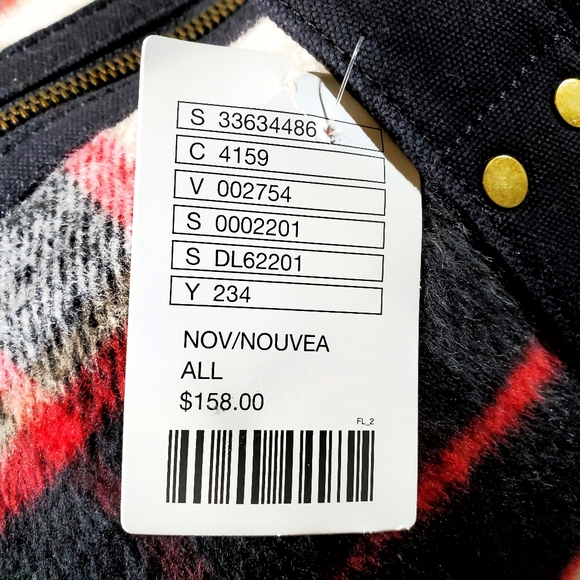 S 33634486
C 4159
V 002754
S 0002201
S DL62201
Y 234
NOV/NOUVEA
ALL
$158.00
FL_2